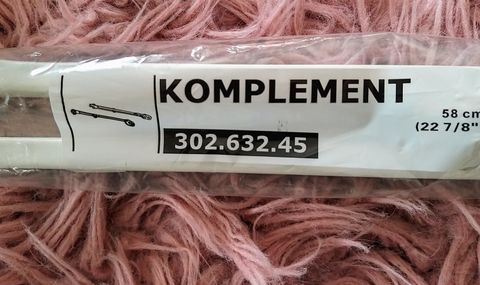 KOMPLEMENT
58 cm
(22 7/8"
302.632.45